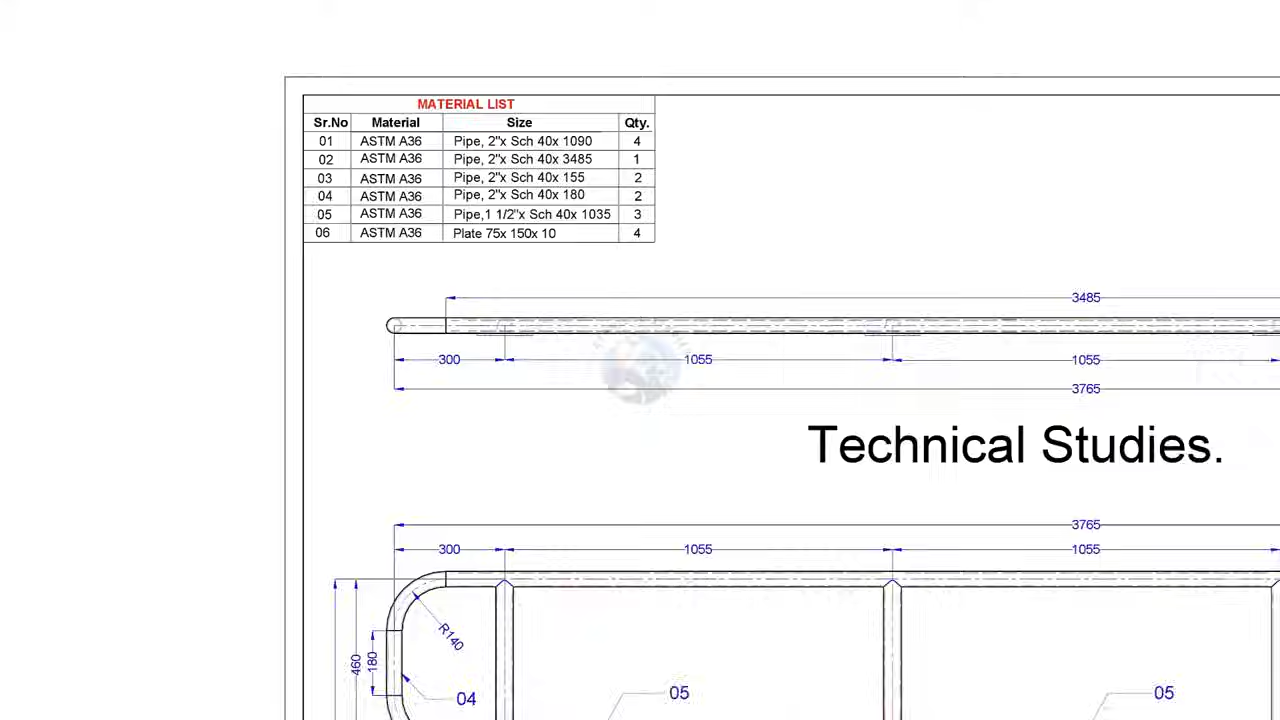 MATERIAL LIST
Sr.No Material Size Qty.
01 ASTM A36 Pipe, 2"x Sch 40x 1090 4
02 ASTM A36 Pipe, 2"x Sch 40x 3485 1
03 ASTM A36 Pipe, 2"x Sch 40x 155 2
04 ASTM A36 Pipe, 2"x Sch 40x 180 2
05 ASTM A36 Pipe,1 1/2"x Sch 40x 1035 3
06 ASTM A36 Plate 75x 150x 10 4
3485
300 1055 1055
3765
Technical Studies.
3765
300 1055 1055
R140
460 180
04 05 05